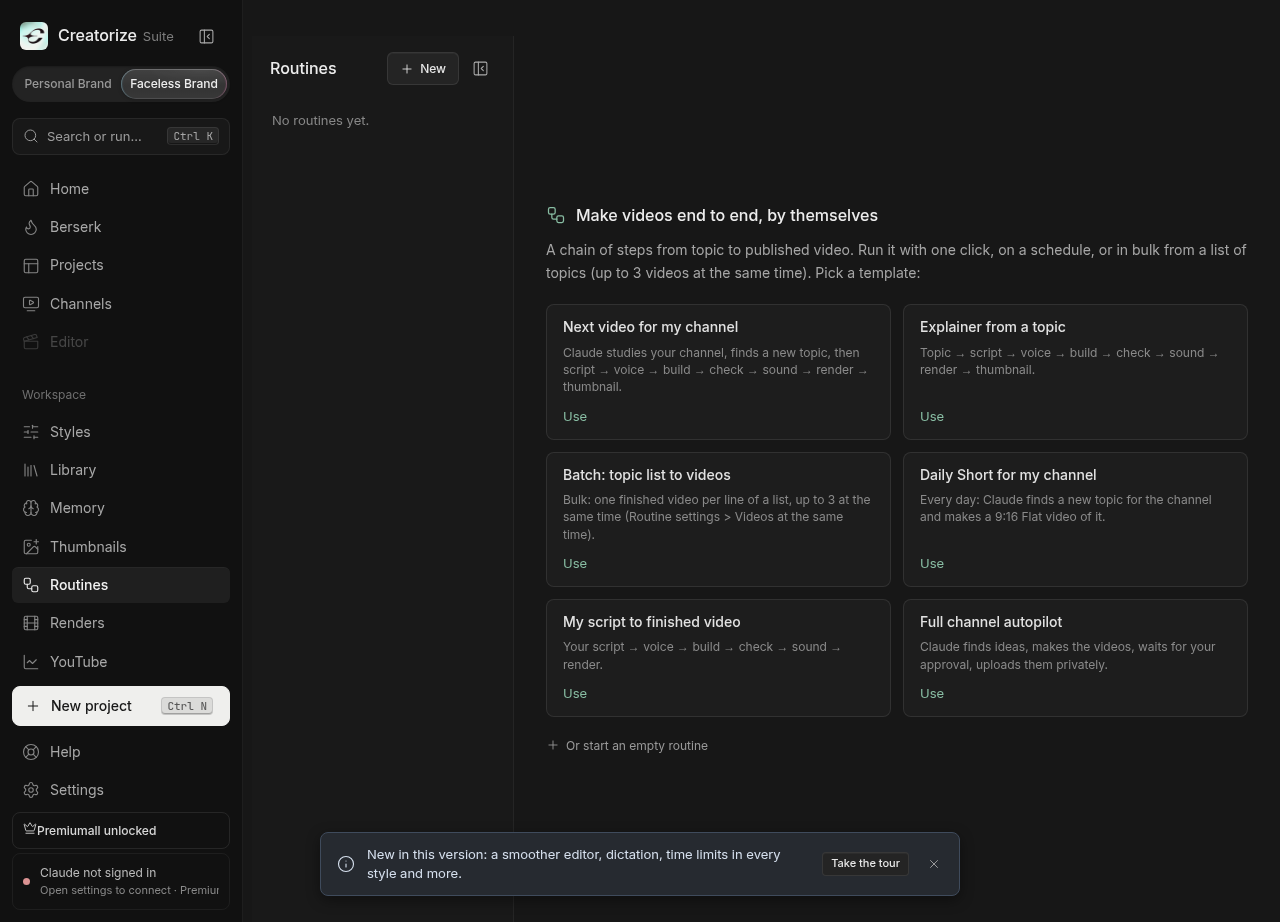 Creatorize Suite
Personal Brand
Faceless Brand
Search or run...
Ctrl K
Home
Berserk
Projects
Channels
Editor
Workspace
Styles
Library
Memory
Thumbnails
Routines
Renders
YouTube
New project
Ctrl N
Help
Settings
Premiumall unlocked
Claude not signed in
Open settings to connect · Premiur
Routines
New
No routines yet.
Make videos end to end, by themselves
A chain of steps from topic to published video. Run it with one click, on a schedule, or in bulk from a list of
topics (up to 3 videos at the same time). Pick a template:
Next video for my channel
Claude studies your channel, finds a new topic, then
script → voice → build → check → sound → render →
thumbnail.
Use
Explainer from a topic
Topic → script → voice → build → check → sound →
render → thumbnail.
Use
Batch: topic list to videos
Bulk: one finished video per line of a list, up to 3 at the
same time (Routine settings > Videos at the same
time).
Use
Daily Short for my channel
Every day: Claude finds a new topic for the channel
and makes a 9:16 Flat video of it.
Use
My script to finished video
Your script → voice → build → check → sound →
render.
Use
Full channel autopilot
Claude finds ideas, makes the videos, waits for your
approval, uploads them privately.
Use
Or start an empty routine
New in this version: a smoother editor, dictation, time limits in every
style and more.
Take the tour